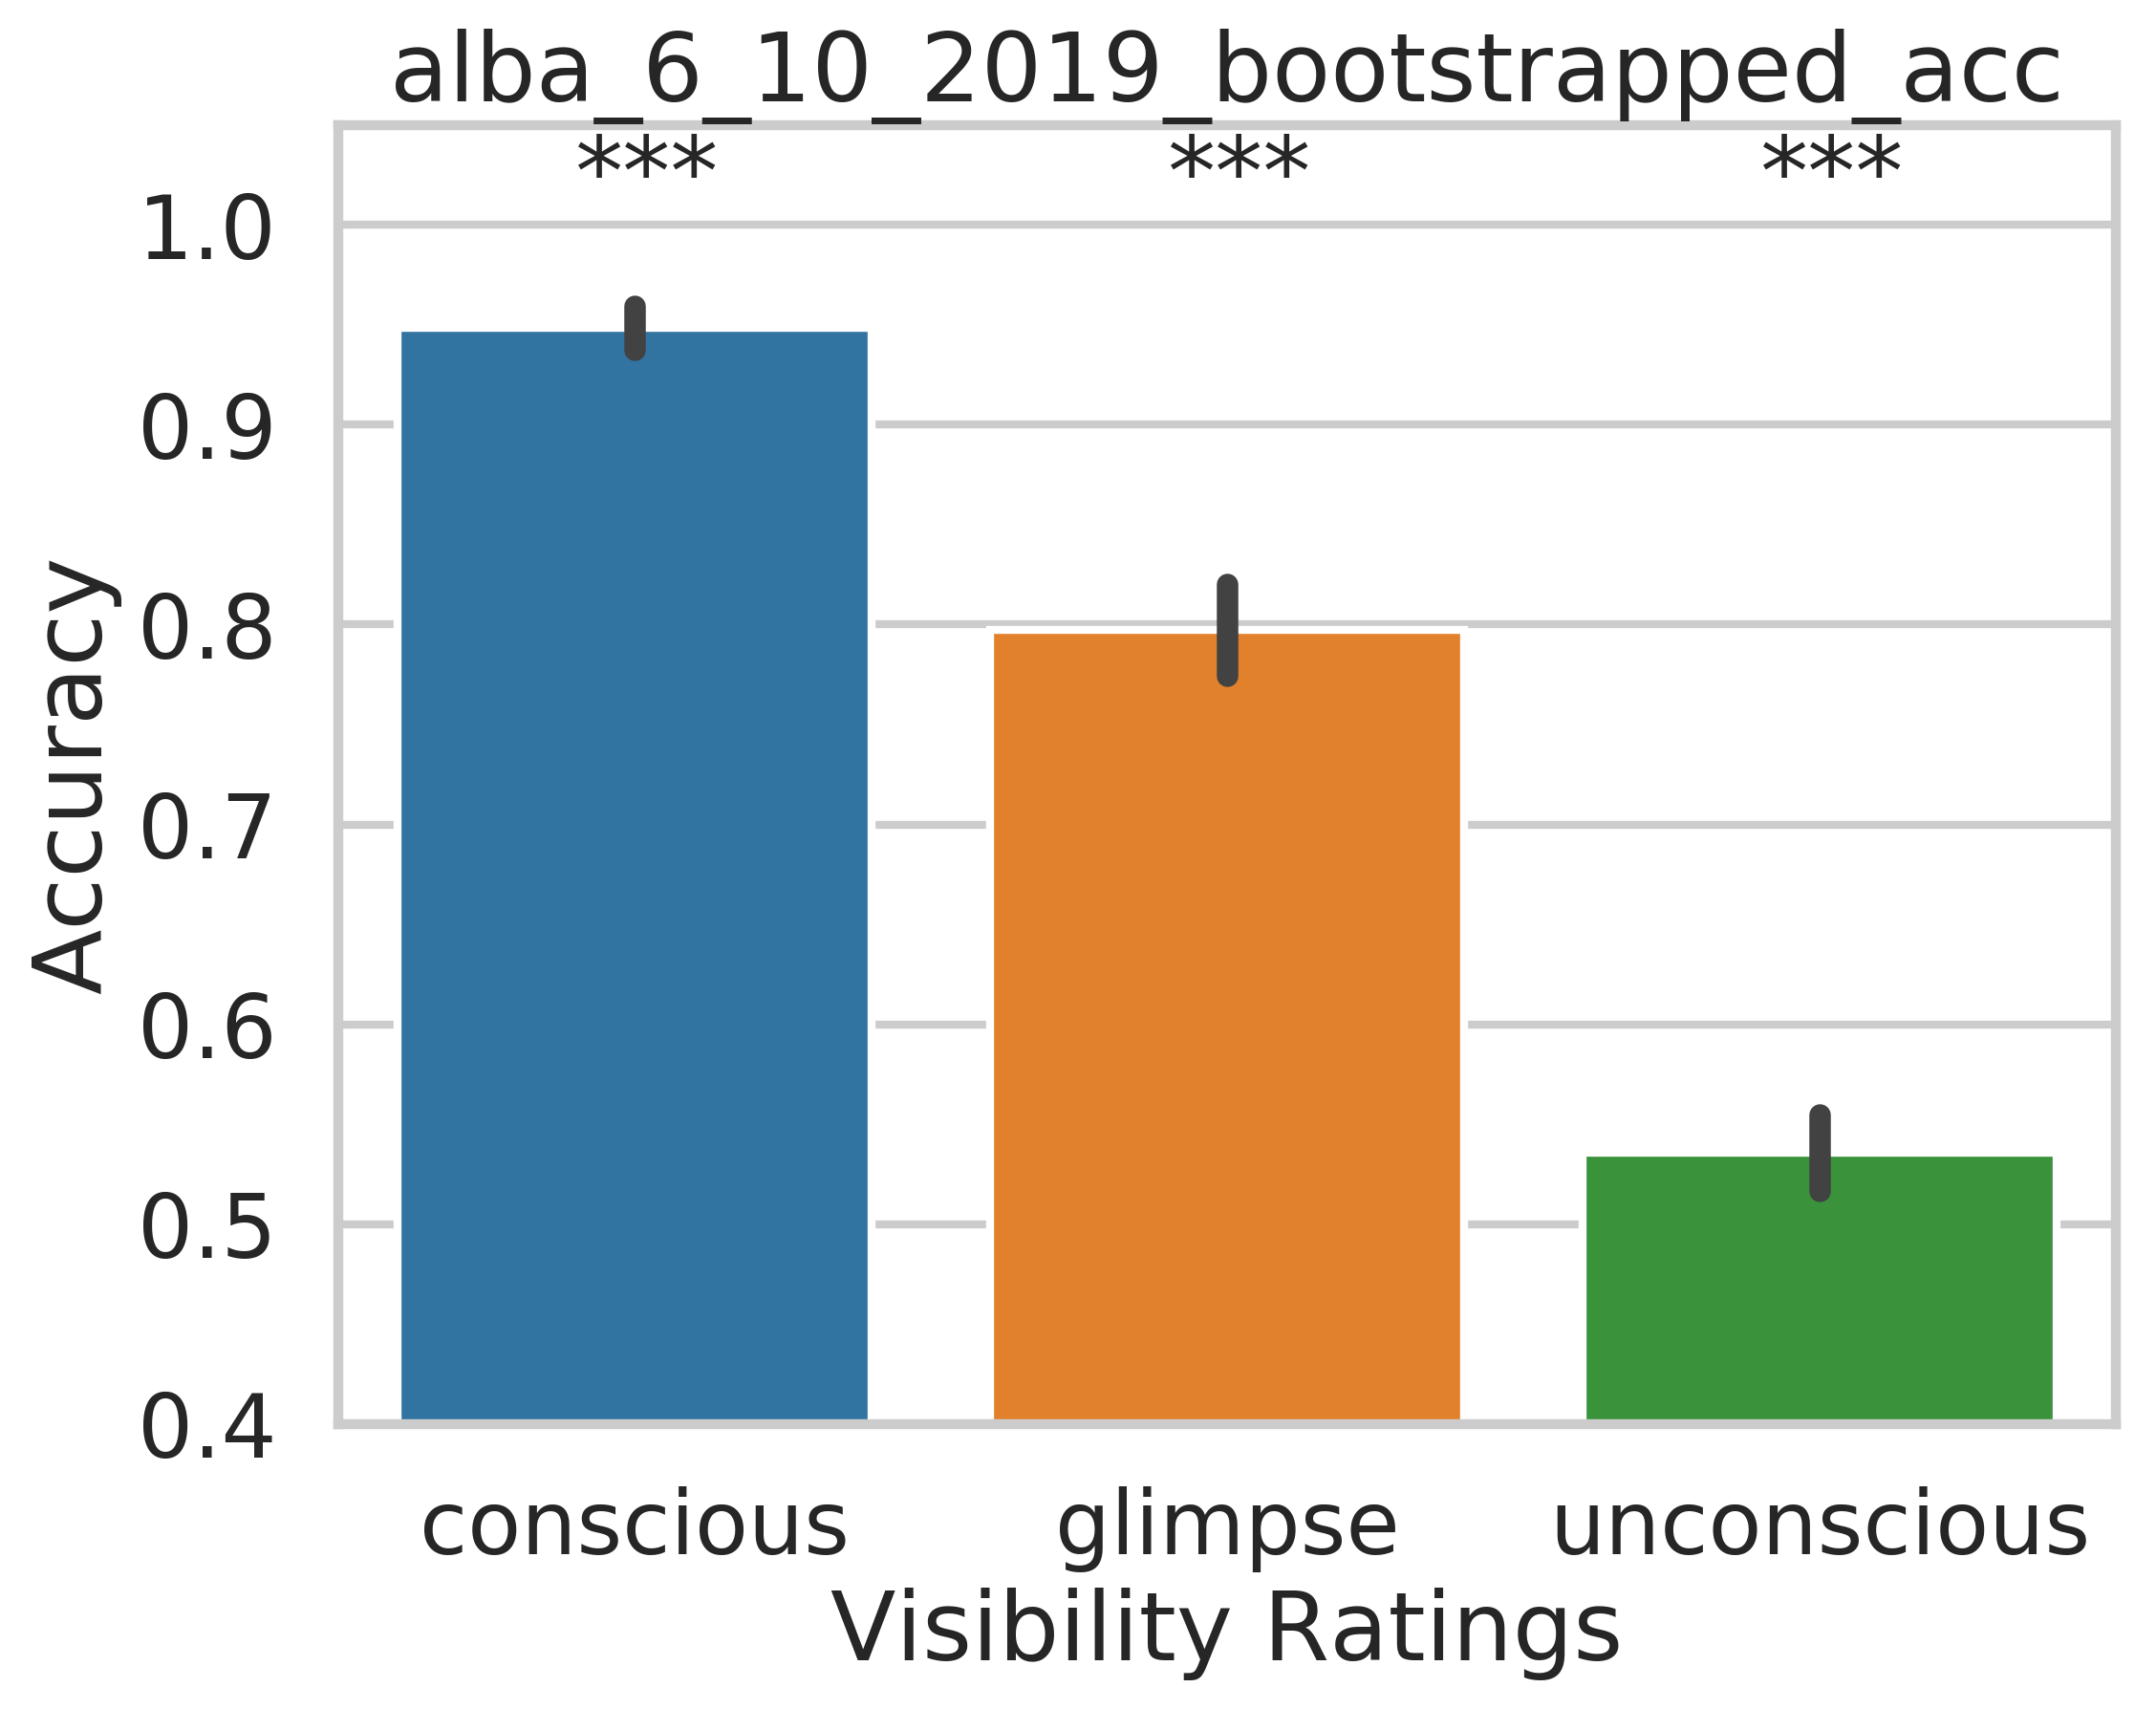 alba_6_10_2019_bootstrapped_acc
*** *** ***
1.0
0.9
0.8
0.7
0.6
0.5
0.4
Accuracy
conscious glimpse unconscious
Visibility Ratings